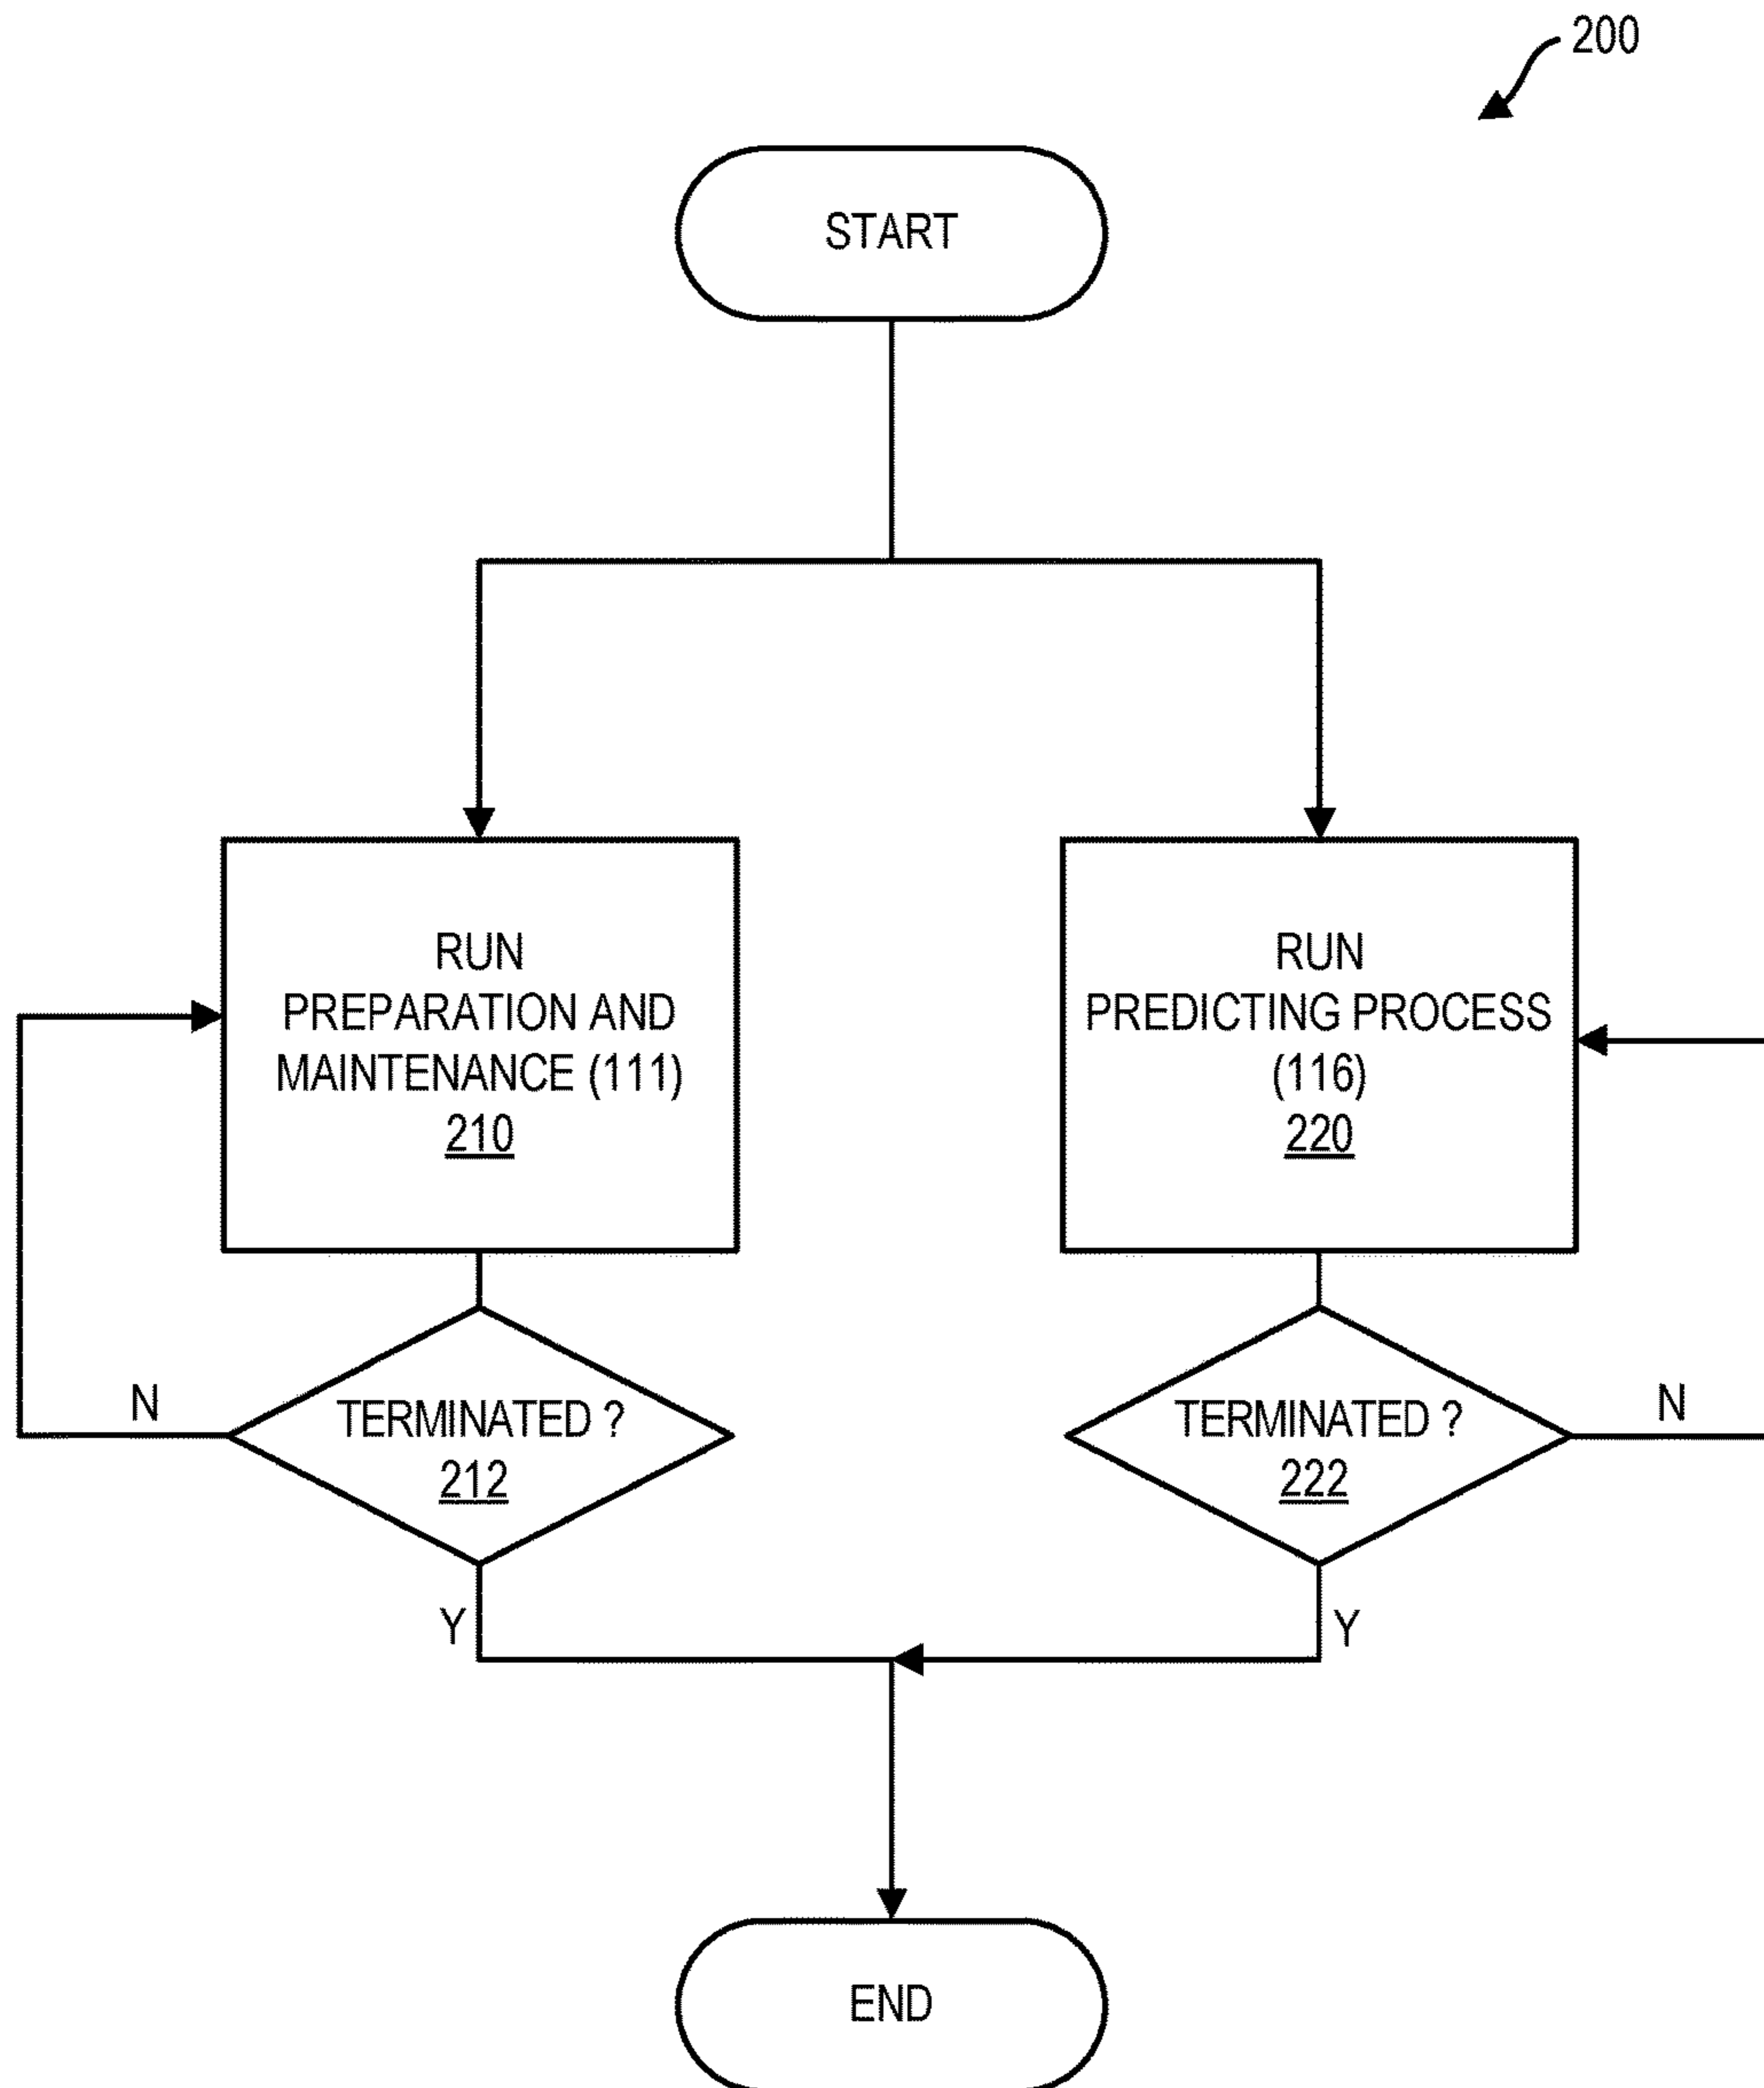 200
START
RUN
PREPARATION AND
MAINTENANCE (111)
210
RUN
PREDICTING PROCESS
(116)
220
N
TERMINATED ?
212
TERMINATED ?
222
N
Y
Y
END